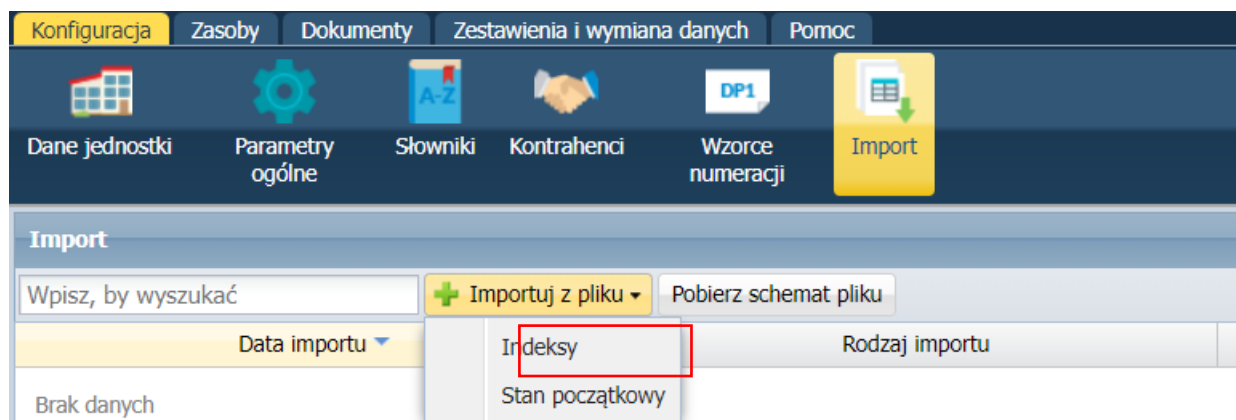 Konfiguracja Zasoby Dokumenty Zestawienia i wymiana danych Pomoc
A-Z DP1
Dane jednostki Parametry ogólne Słowniki Kontrahenci Wzorce numeracji Import
Import
Wpisz, by wyszukać Importuj z pliku Pobierz schemat pliku
Data importu Rodzaj importu
Indeksy
Stan początkowy
Brak danych